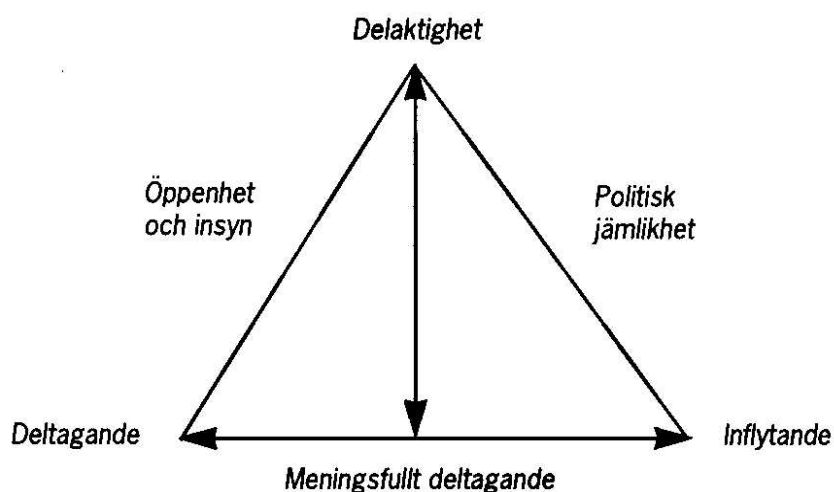 Delaktighet
Öppenhet
och insyn
Politisk
jämlikhet
Deltagande
Inflytande
Meningsfullt deltagande